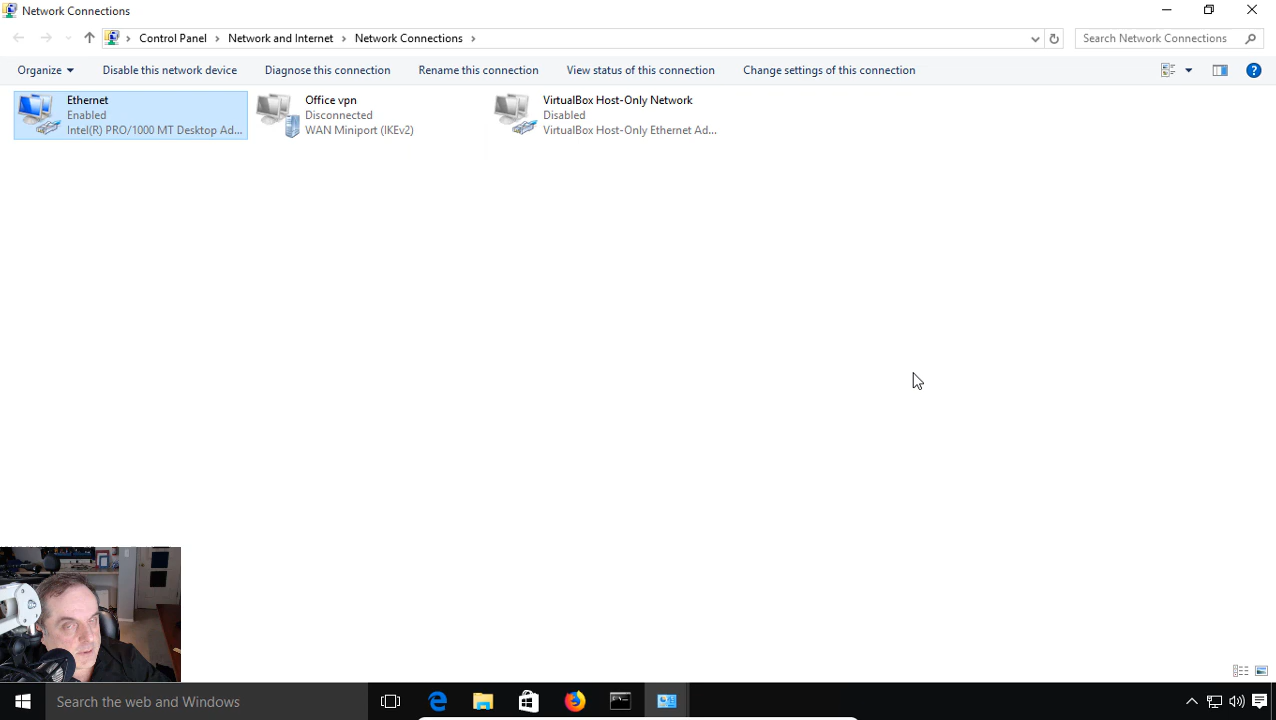 Network Connections
Control Panel
Network and Internet
Network Connections
Search Network Connections
Organize
Disable this network device
Diagnose this connection
Rename this connection
View status of this connection
Change settings of this connection
Ethernet
Enabled
Intel(R) PRO/1000 MT Desktop Ad...
Office vpn
Disconnected
WAN Miniport (IKEv2)
VirtualBox Host-Only Network
Disabled
VirtualBox Host-Only Ethernet Ad...
Search the web and Windows